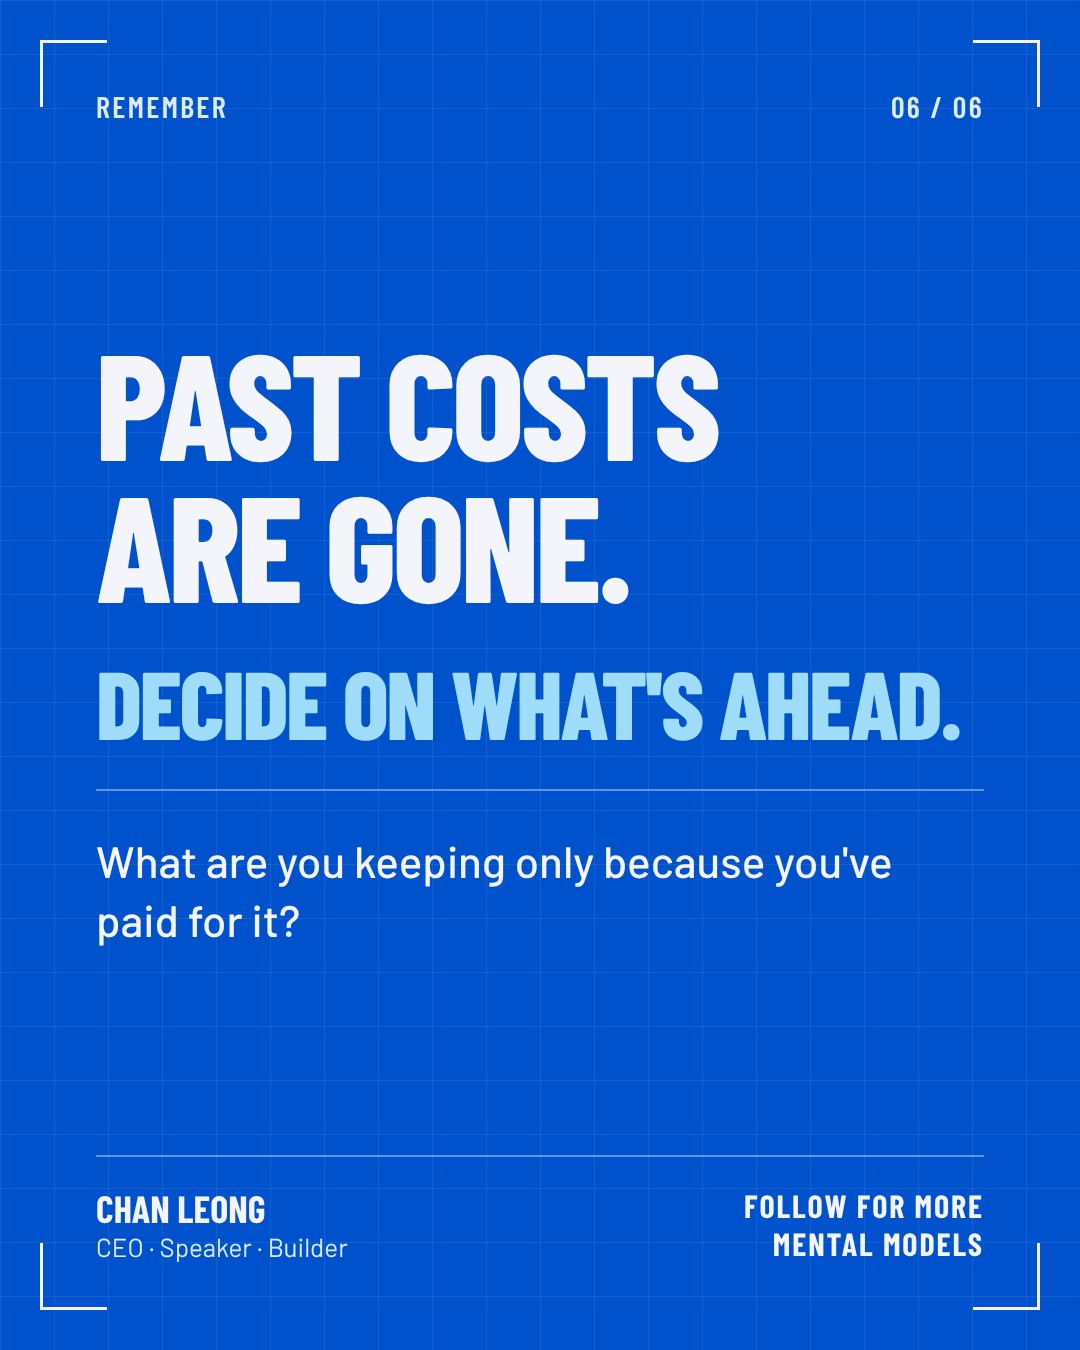 REMEMBER
06 / 06
PAST COSTS
ARE GONE.
DECIDE ON WHAT'S AHEAD.
What are you keeping only because you've
paid for it?
CHAN LEONG
CEO · Speaker · Builder
FOLLOW FOR MORE
MENTAL MODELS